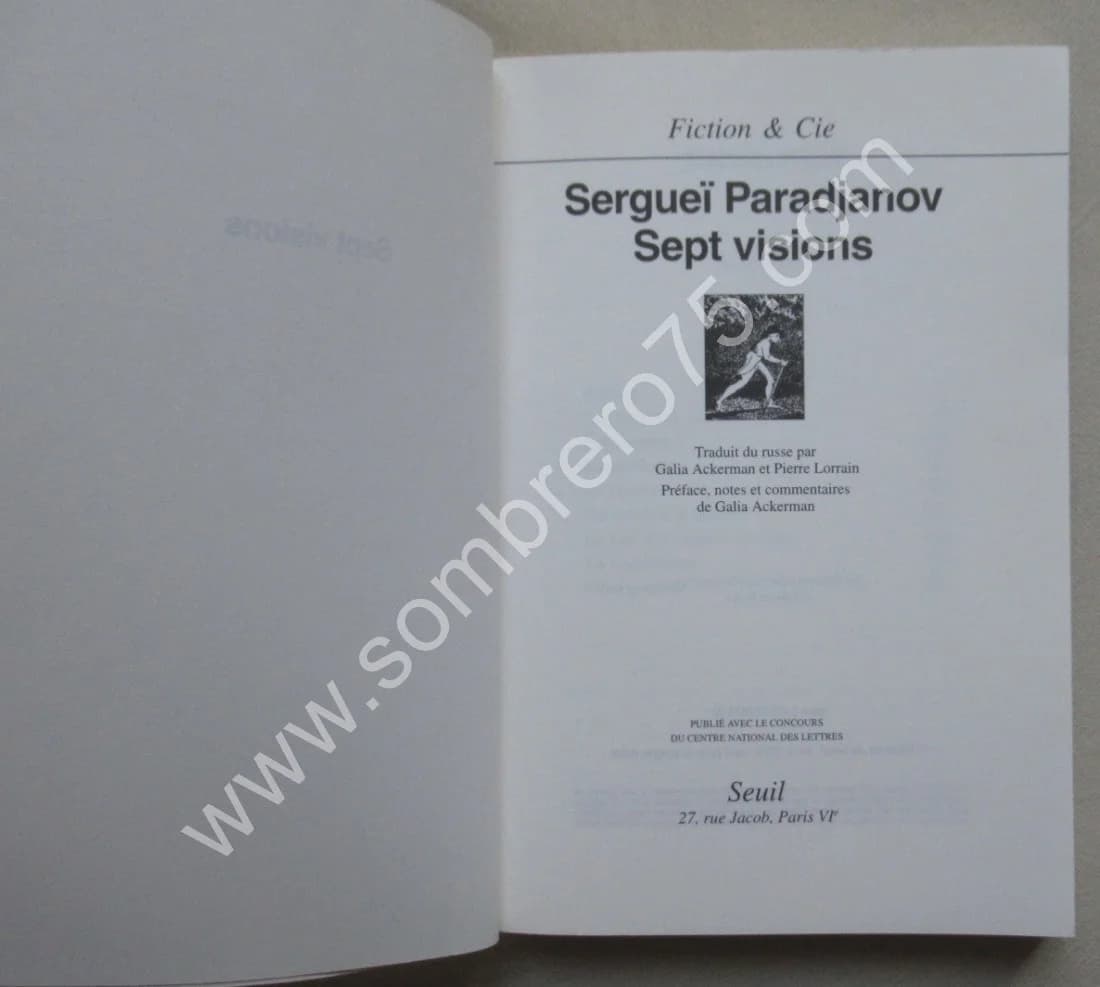 Sept visions
Fiction & Cie
Sergueï Paradjanov
Sept visions
Traduit du russe par
Galia Ackerman et Pierre Lorrain
Préface, notes et commentaires
de Galia Ackerman
PUBLIÉ AVEC LE CONCOURS
DU CENTRE NATIONAL DES LETTRES
Seuil
27, rue Jacob, Paris VIe
www.sombrero75.com